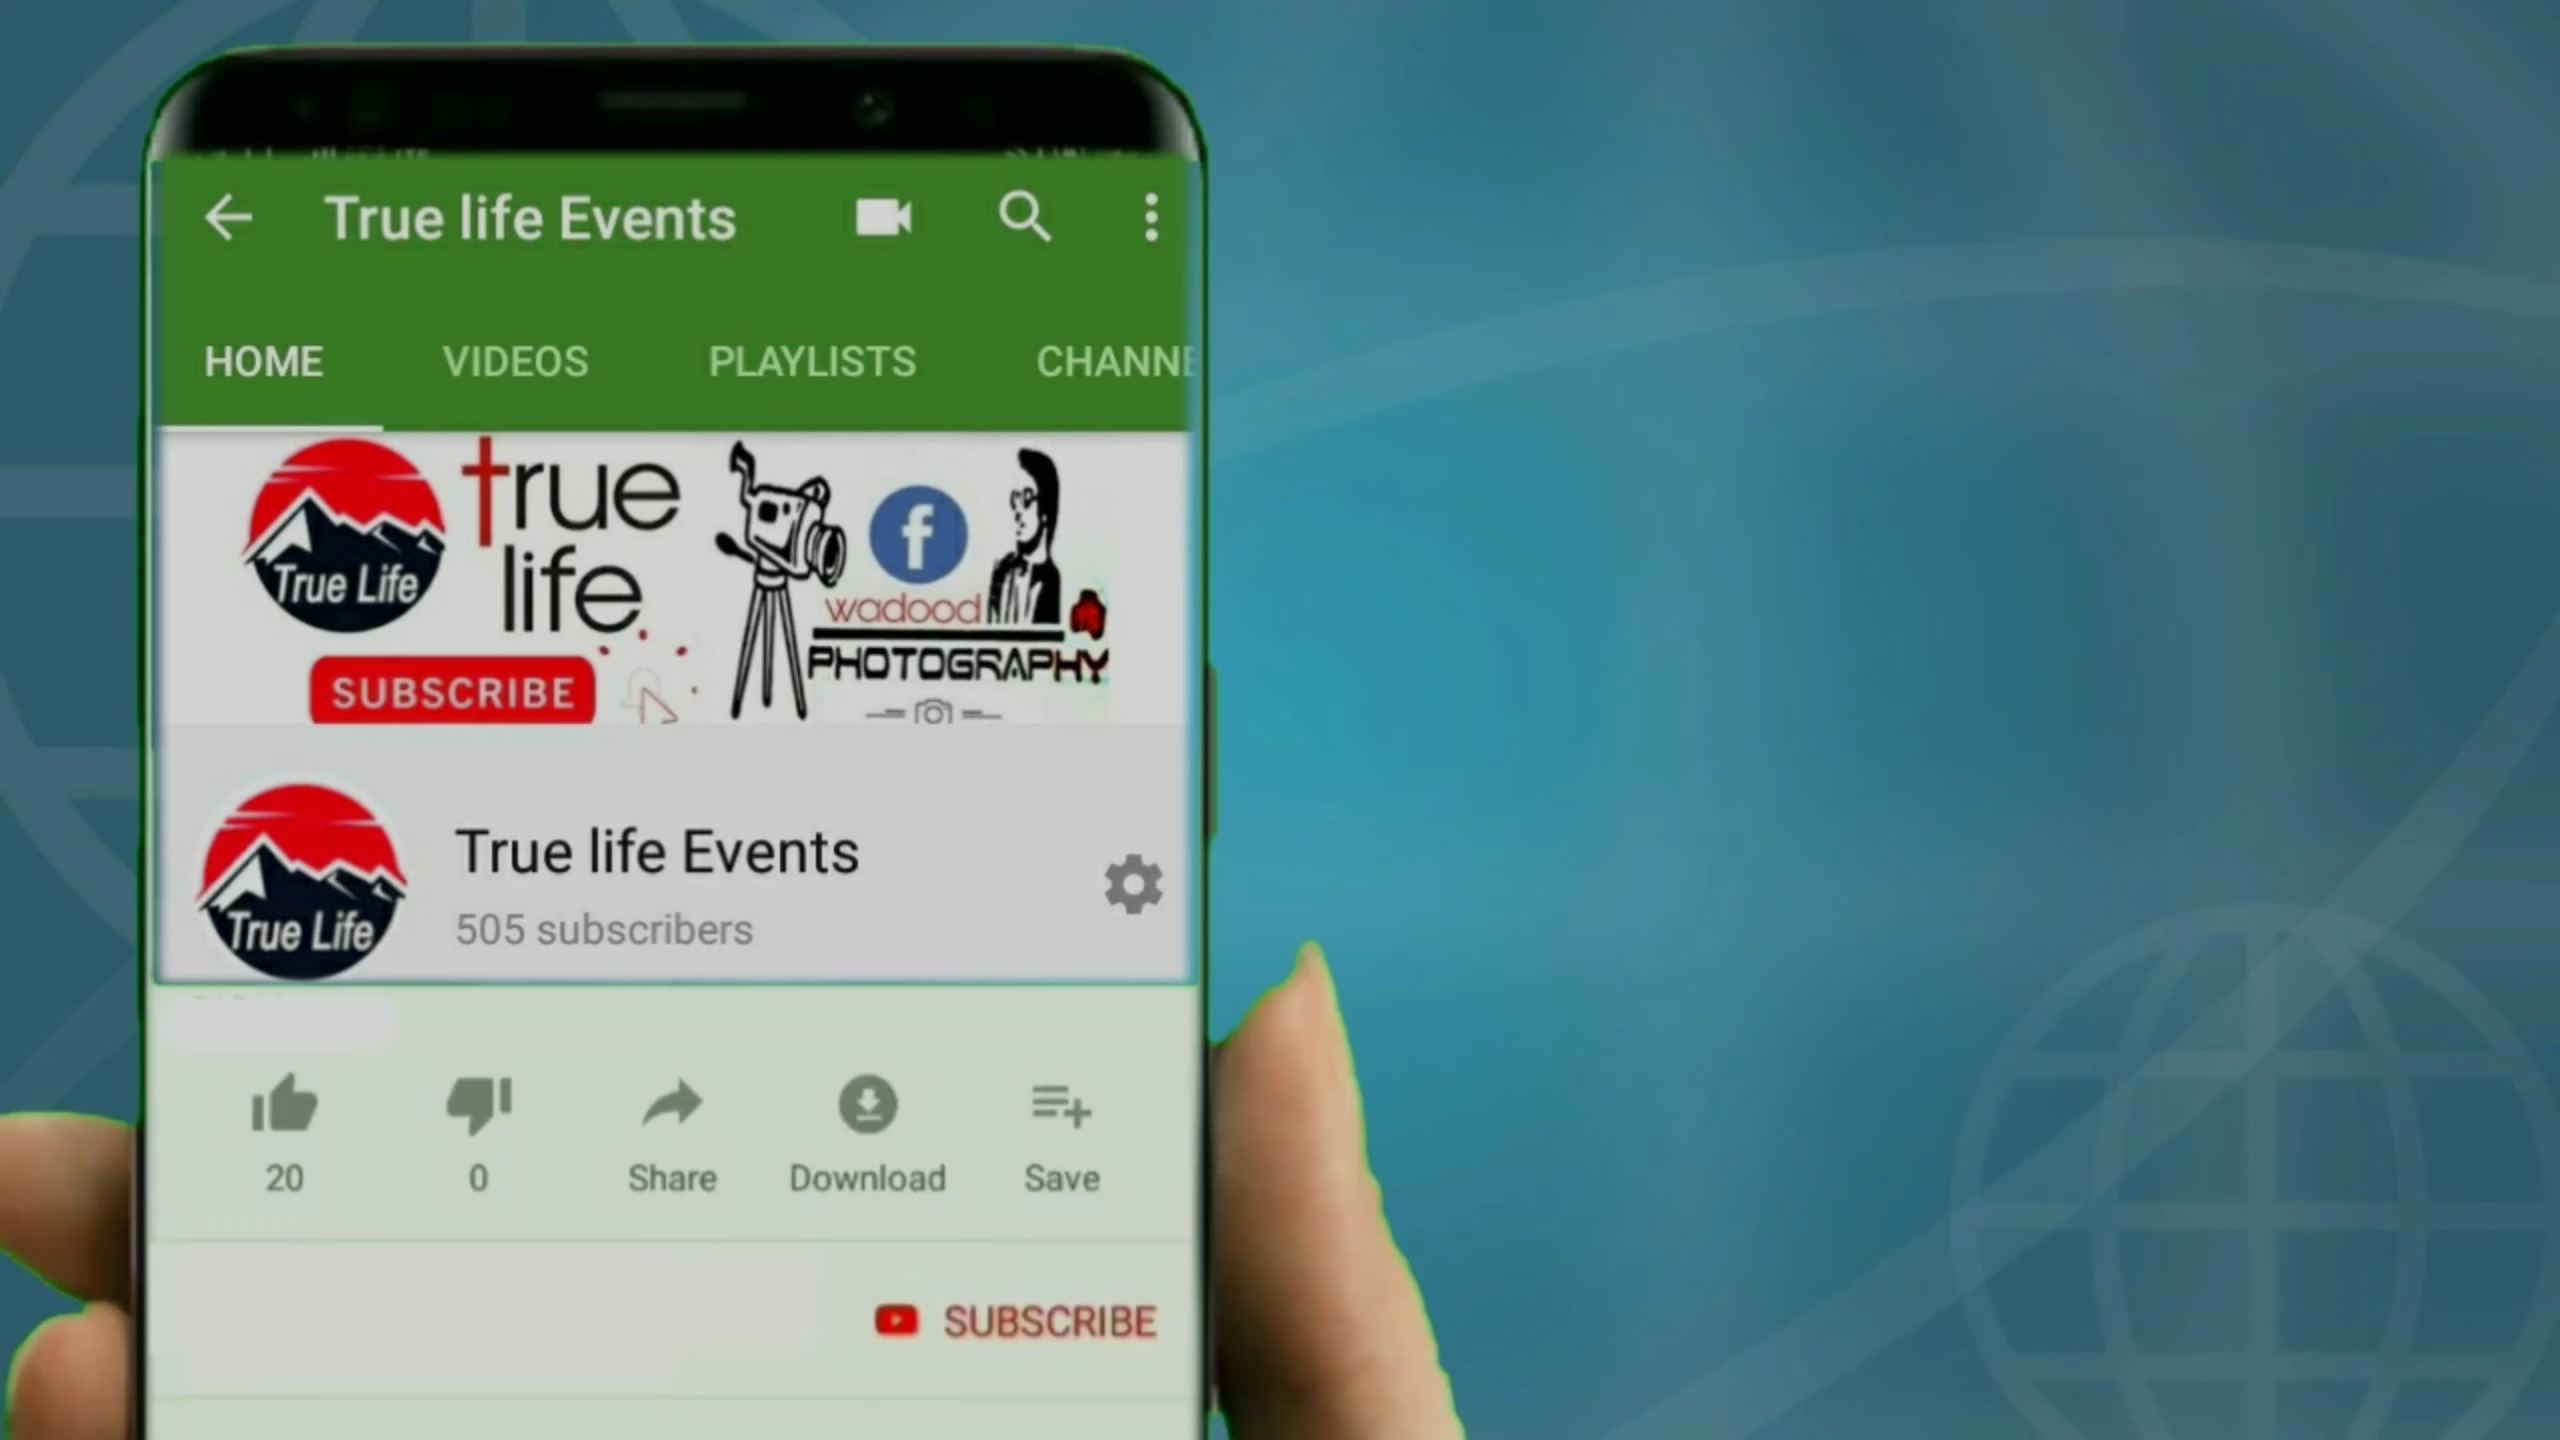 True life Events
HOME VIDEOS PLAYLISTS CHANNE
True Life
true
life
SUBSCRIBE
f
wadood
PHOTOGRAPHY
True Life
True life Events
505 subscribers
20 0 Share Download Save
SUBSCRIBE